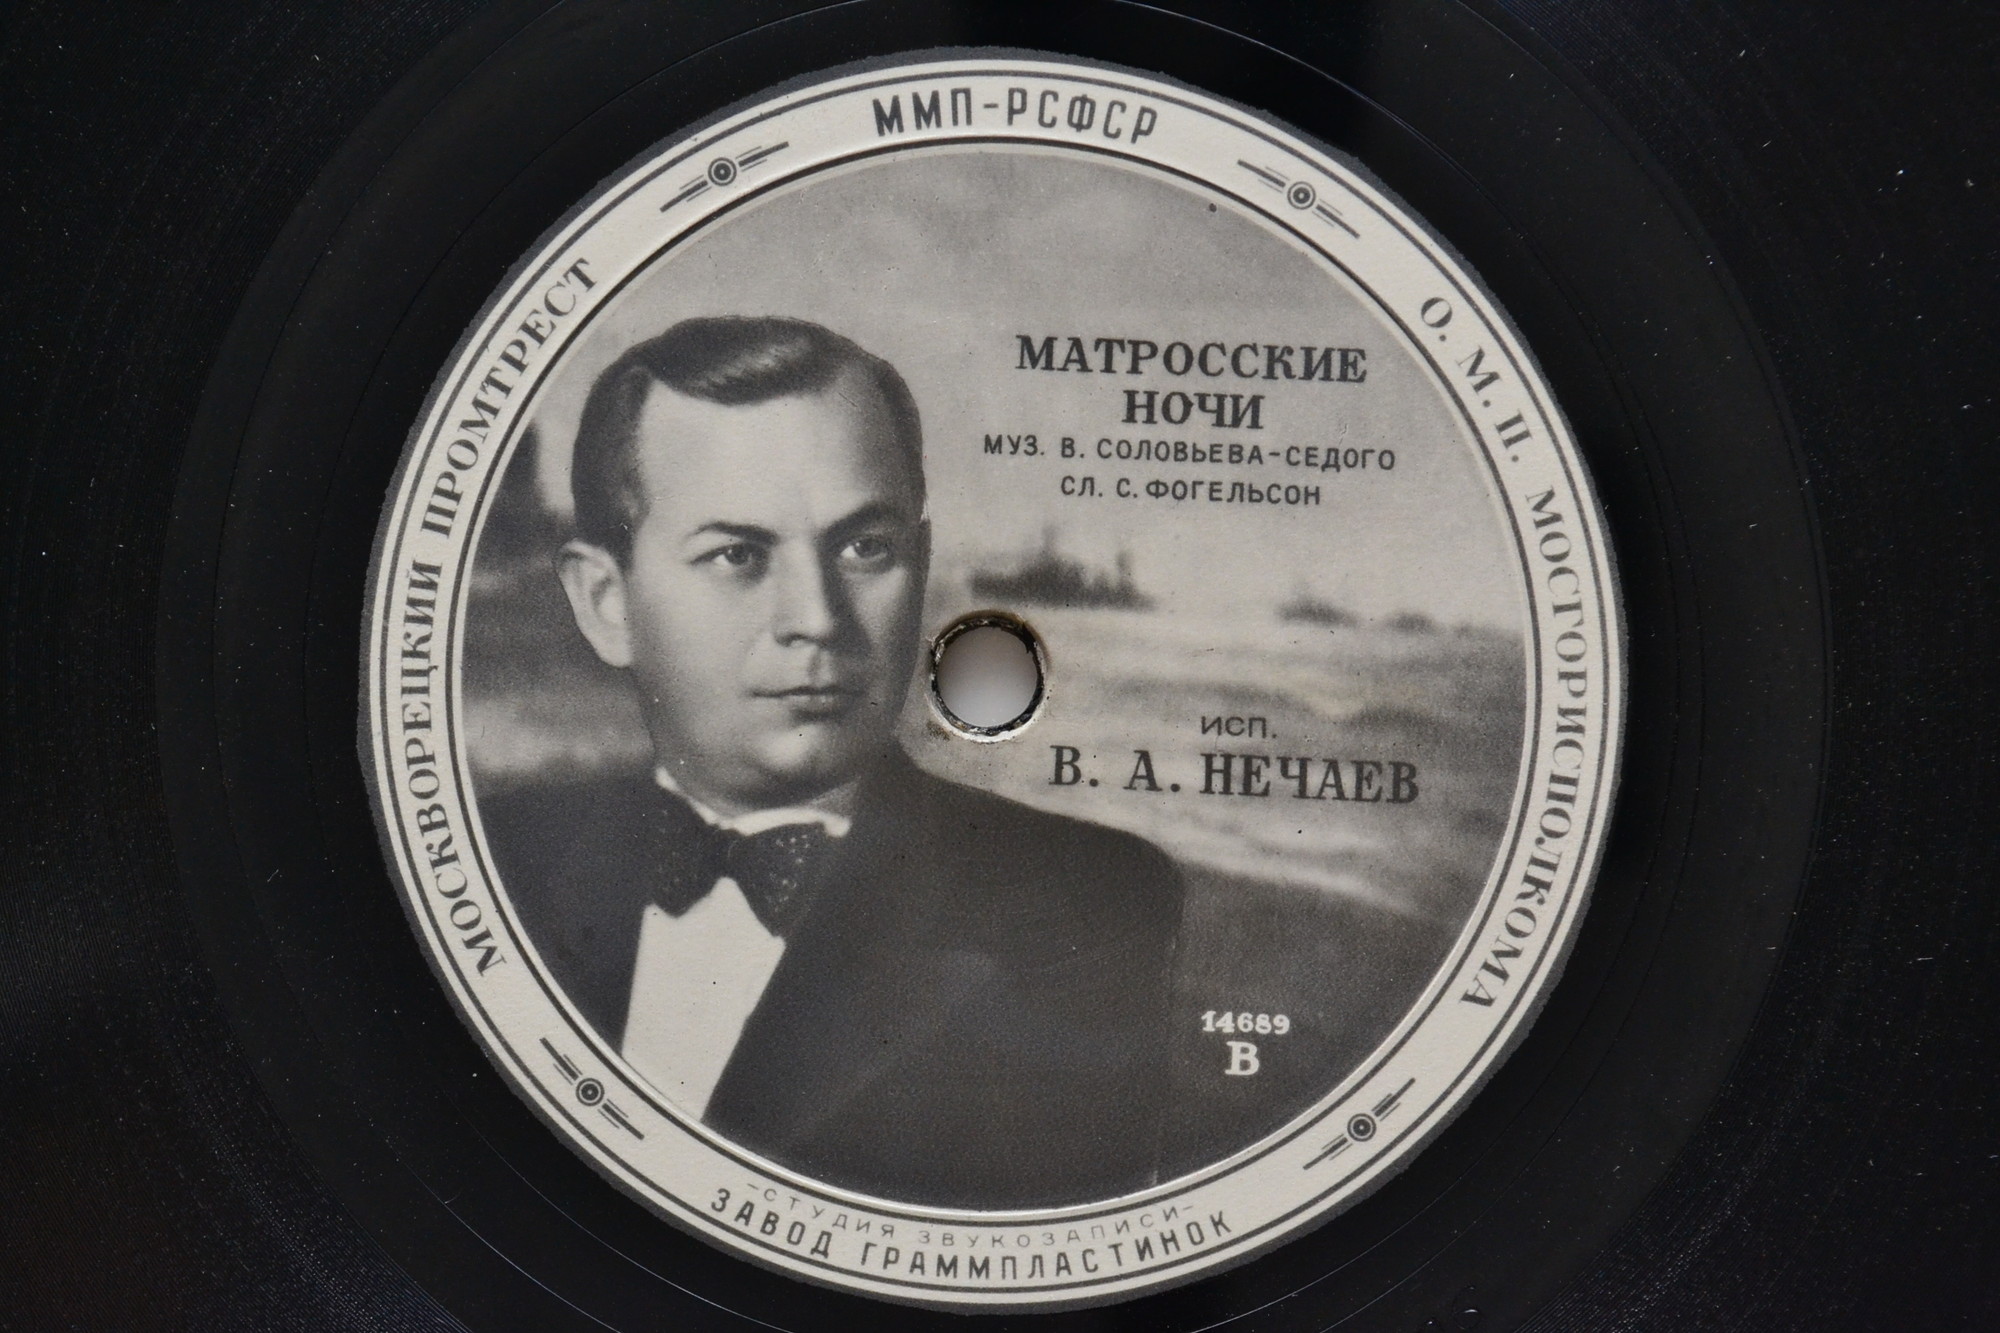 ММП-РСФСР
МОСКВОРЕЦКИЙ ПРОМТРЕСТ
О. М. П. МОСГОРИСПОЛКОМА
МАТРОССКИЕ
НОЧИ
МУЗ. В. СОЛОВЬЕВА-СЕДОГО
СЛ. С. ФОГЕЛЬСОН
ИСП.
В. А. НЕЧАЕВ
14689
В
-СТУДИЯ ЗВУКОЗАПИСИ-
ЗАВОД ГРАММПЛАСТИНОК